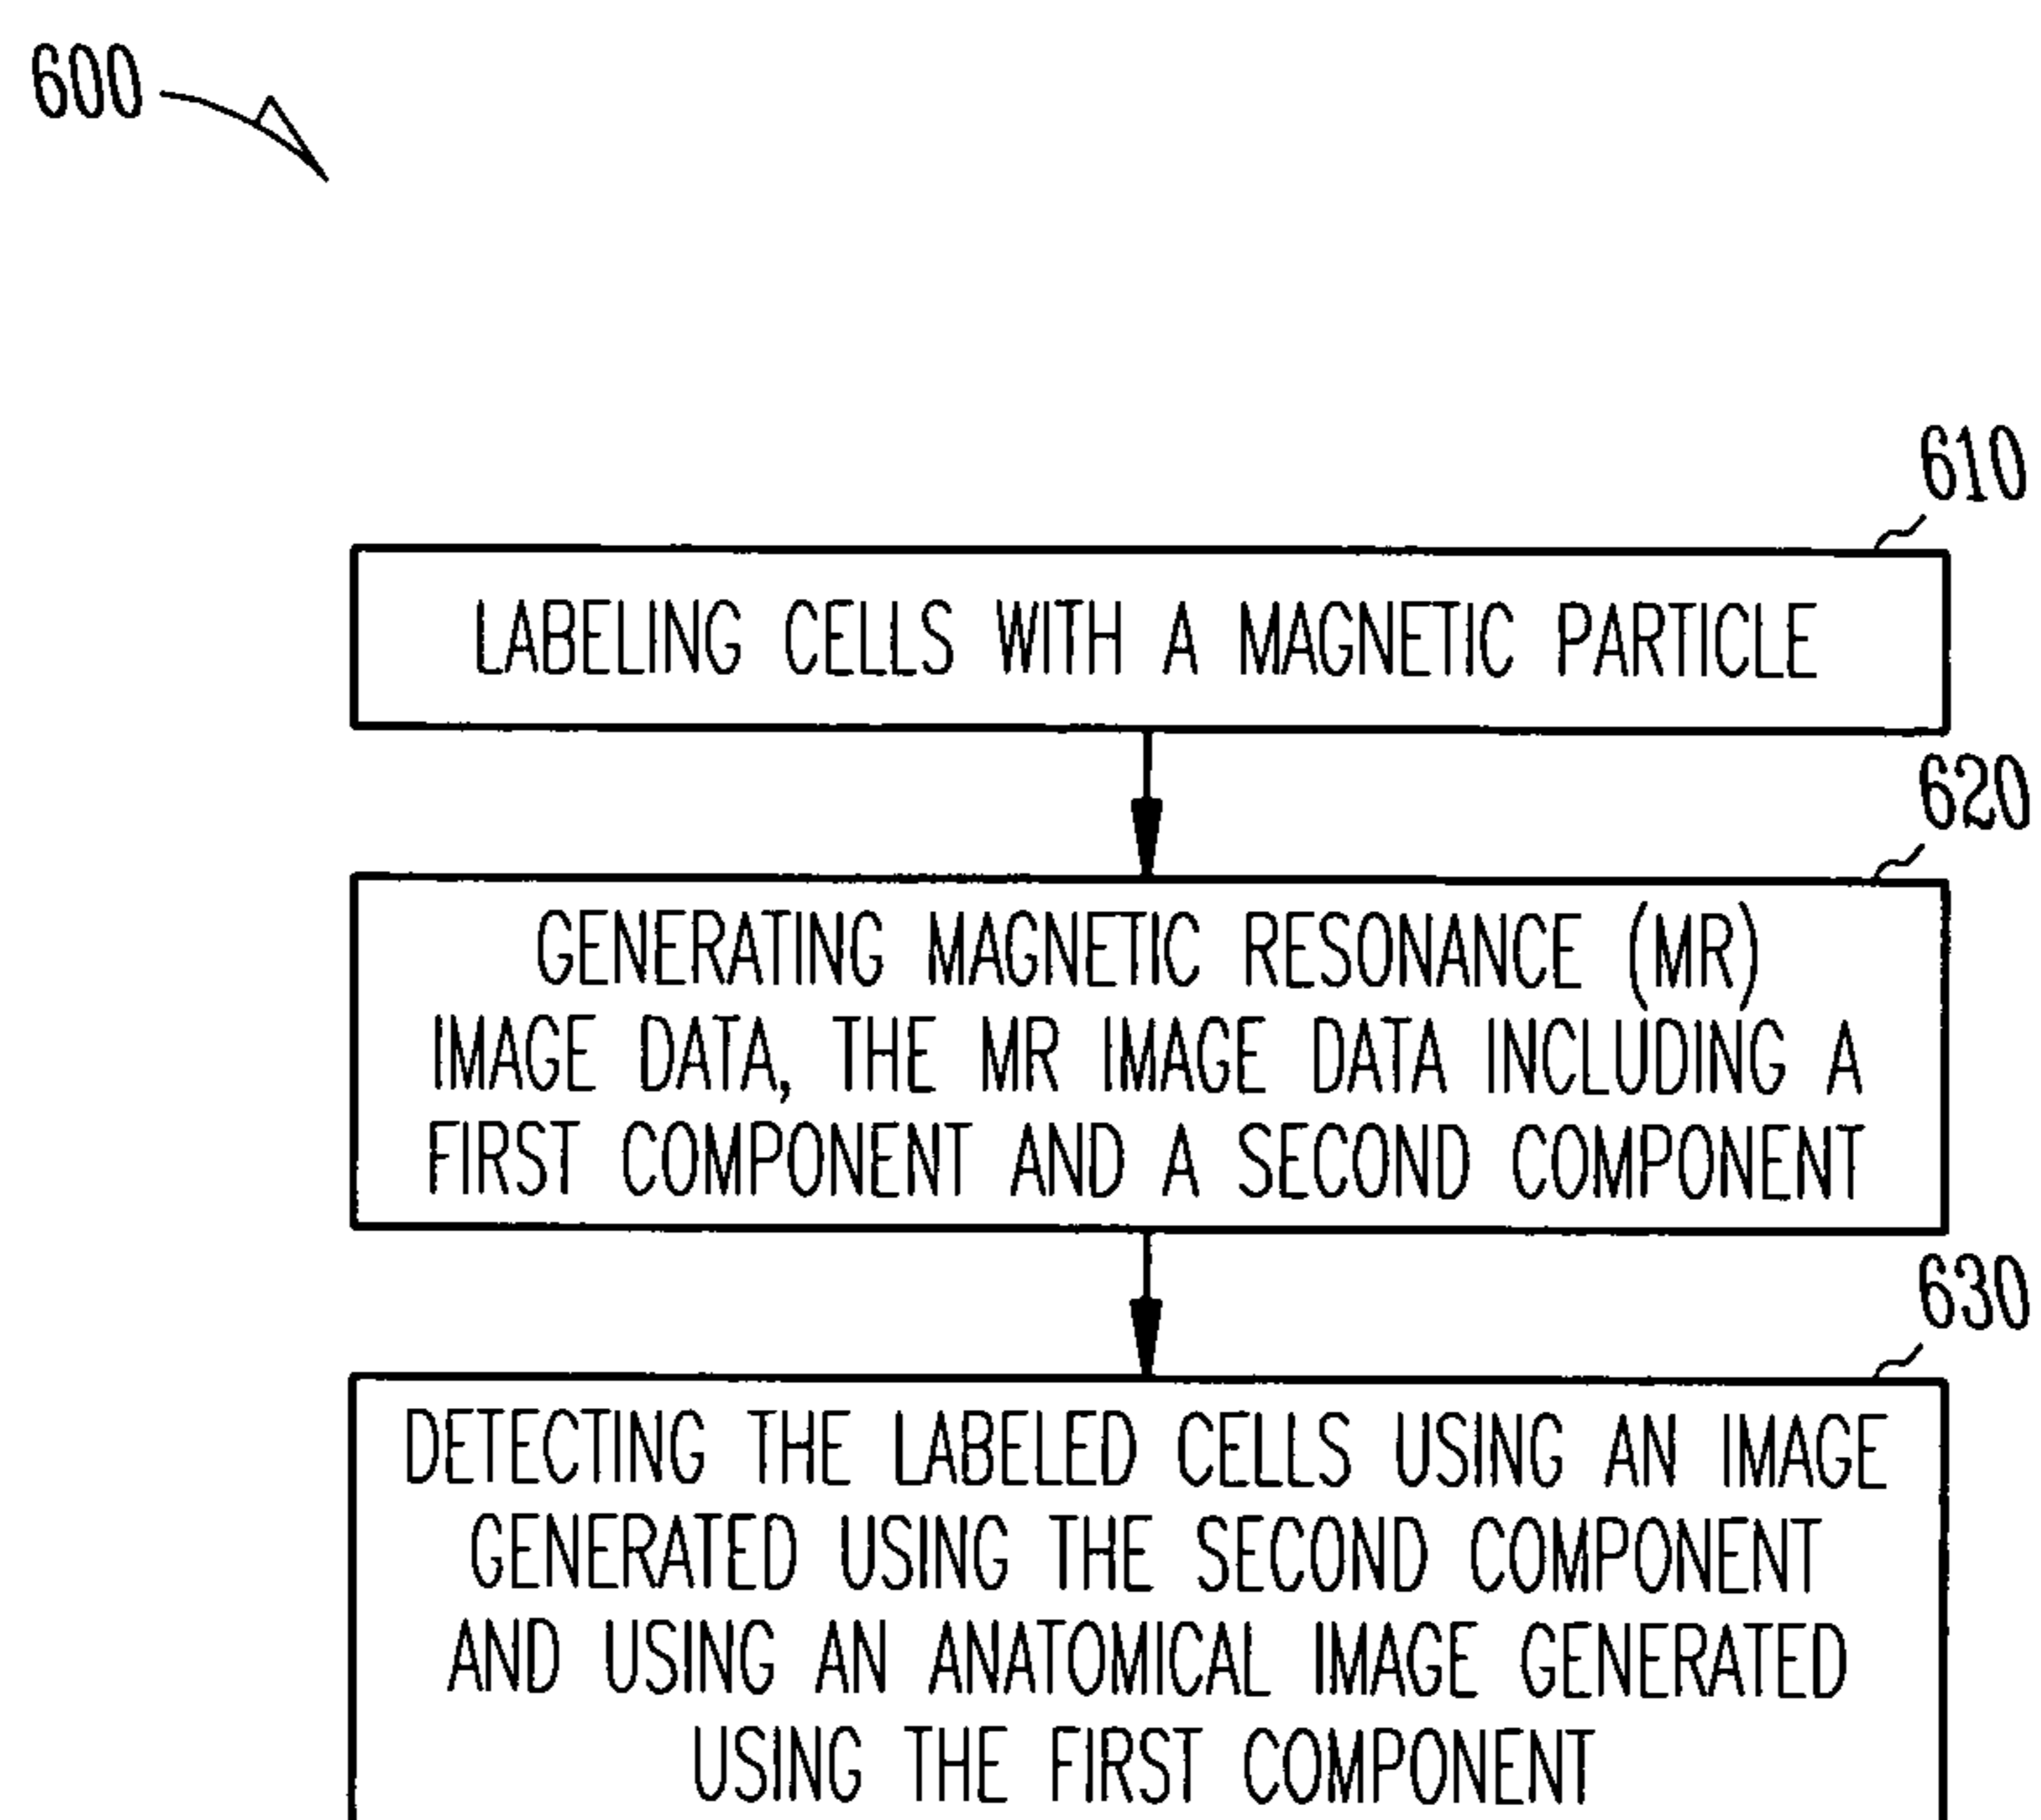 600
610
LABELING CELLS WITH A MAGNETIC PARTICLE
620
GENERATING MAGNETIC RESONANCE (MR)
IMAGE DATA, THE MR IMAGE DATA INCLUDING A
FIRST COMPONENT AND A SECOND COMPONENT
630
DETECTING THE LABELED CELLS USING AN IMAGE
GENERATED USING THE SECOND COMPONENT
AND USING AN ANATOMICAL IMAGE GENERATED
USING THE FIRST COMPONENT